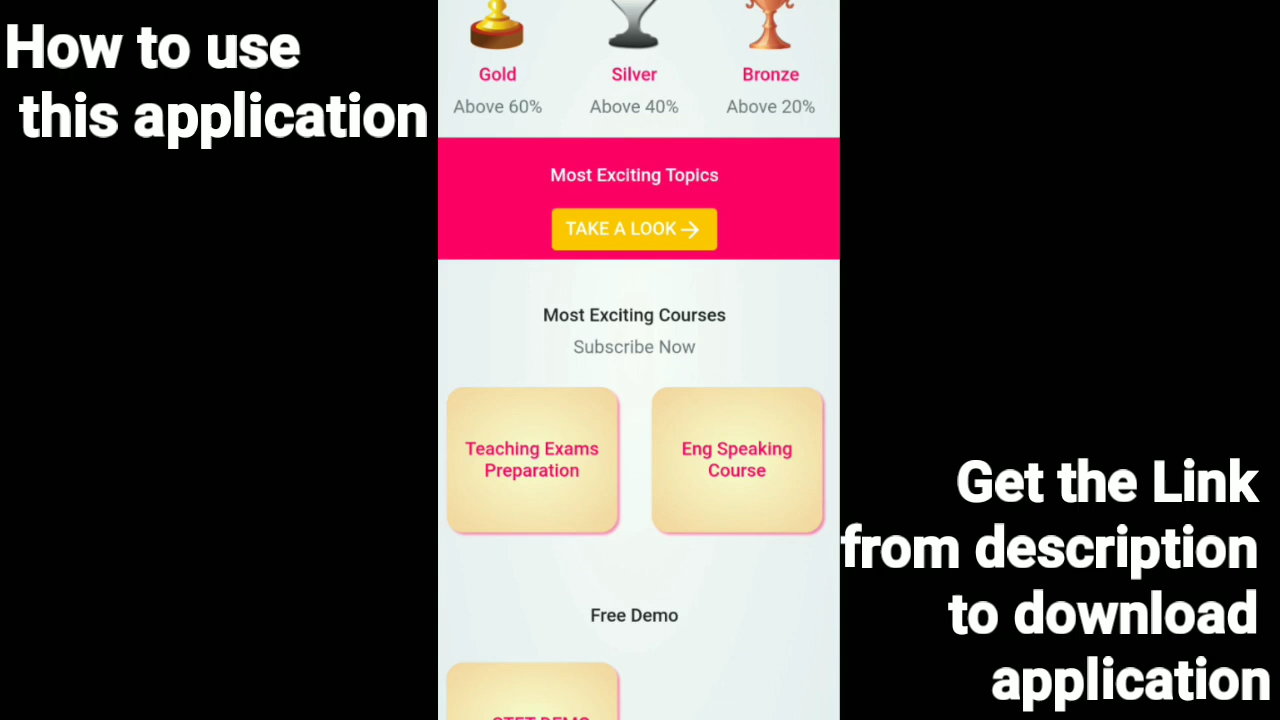 How to use
this application
Gold
Silver
Bronze
Above 60%
Above 40%
Above 20%
Most Exciting Topics
TAKE A LOOK
Most Exciting Courses
Subscribe Now
Teaching Exams
Preparation
Eng Speaking
Course
Get the Link
from description
to download
application
Free Demo
CTET DEMO